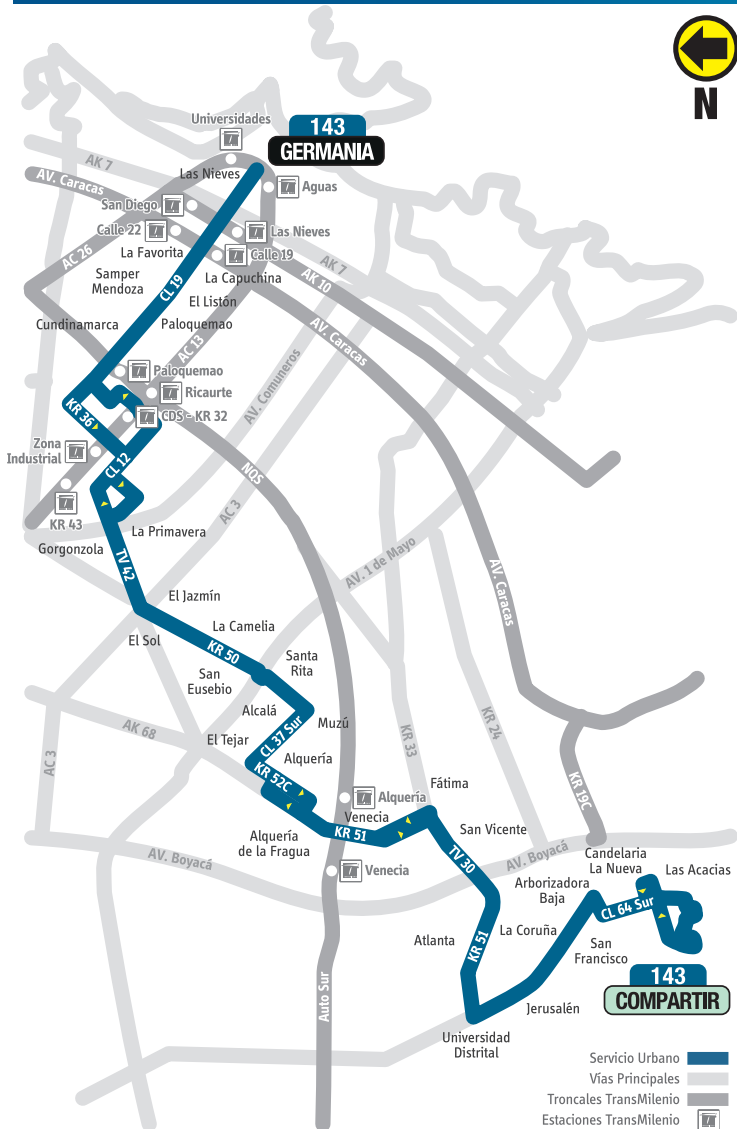 N
143
GERMANIA
Universidades
AK 7
Las Nieves
AV. Caracas
Aguas
San Diego
Calle 22
Las Nieves
La Favorita
Calle 19
AC 26
AK 7
Samper
Mendoza
La Capuchina
AK 10
CL 19
El Listón
Cundinamarca
Paloquemao
AV. Caracas
AC 13
Paloquemao
AV. Comuneros
Ricaurte
KR 36
CDS - KR 32
Zona
Industrial
CL 12
NQS
KR 43
AC 3
La Primavera
Gorgonzola
AV. 1 de Mayo
TV 42
El Jazmín
AV. Caracas
La Camelia
El Sol
KR 50
Santa
Rita
San
Eusebio
Alcalá
Muzú
AK 68
El Tejar
CL 37 Sur
KR 33
KR 24
AC 3
Alquería
KR 52C
Fátima
KR 19C
Alquería
Venecia
San Vicente
KR 51
Alquería
de la Fragua
AV. Boyacá
Venecia
TV 30
AV. Boyacá
Candelaria
La Nueva
Las Acacias
Arborizadora
Baja
CL 64 Sur
La Coruña
Atlanta
KR 51
San
Francisco
143
COMPARTIR
Auto Sur
Jerusalén
Universidad
Distrital
Servicio Urbano
Vías Principales
Troncales TransMilenio
Estaciones TransMilenio